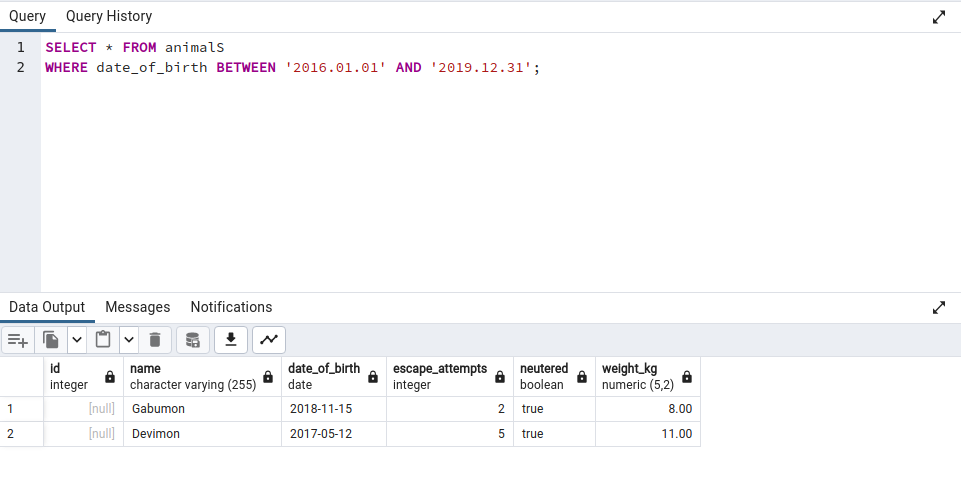 Query Query History
1 SELECT * FROM animalS
2 WHERE date_of_birth BETWEEN '2016.01.01' AND '2019.12.31';
Data Output Messages Notifications
id name date_of_birth escape_attempts neutered weight_kg
integer character varying (255) date integer boolean numeric (5,2)
1 [null] Gabumon 2018-11-15 2 true 8.00
2 [null] Devimon 2017-05-12 5 true 11.00